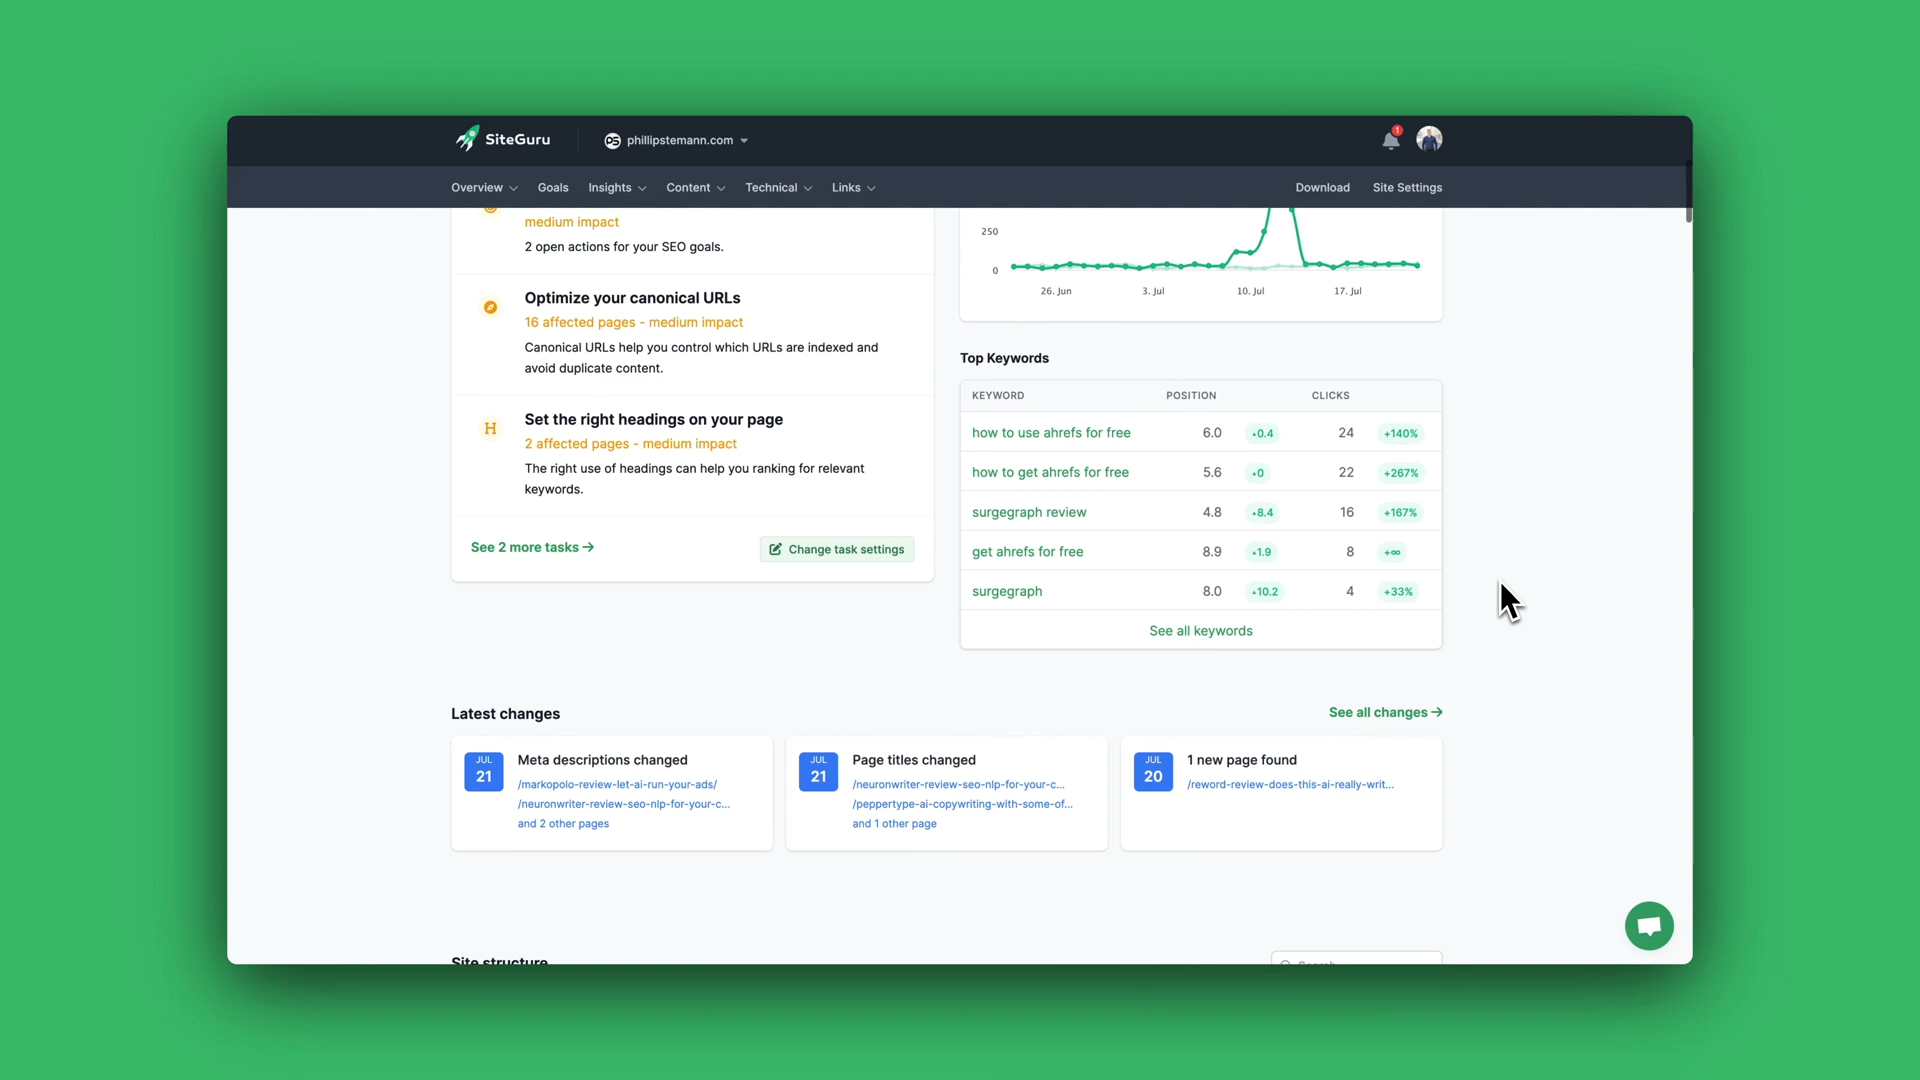 SiteGuru
phillipstemann.com
1
Overview
Goals
Insights
Content
Technical
Links
Download
Site Settings
medium impact
2 open actions for your SEO goals.
Optimize your canonical URLs
16 affected pages - medium impact
Canonical URLs help you control which URLs are indexed and
avoid duplicate content.
H
Set the right headings on your page
2 affected pages - medium impact
The right use of headings can help you ranking for relevant
keywords.
See 2 more tasks →
Change task settings
250
0
26. Jun
3. Jul
10. Jul
17. Jul
Top Keywords
KEYWORD POSITION CLICKS
how to use ahrefs for free 6.0 0.4 24 +140%
how to get ahrefs for free 5.6 0 22 +267%
surgegraph review 4.8 8.4 16 +167%
get ahrefs for free 8.9 1.9 8 +∞
surgegraph 8.0 10.2 4 +33%
See all keywords
Latest changes
See all changes →
JUL
21
Meta descriptions changed
/markopolo-review-let-ai-run-your-ads/
/neuronwriter-review-seo-nlp-for-your-c...
and 2 other pages
JUL
21
Page titles changed
/neuronwriter-review-seo-nlp-for-your-c...
/peppertype-ai-copywriting-with-some-of...
and 1 other page
JUL
20
1 new page found
/reword-review-does-this-ai-really-writ...
Site structure
Search